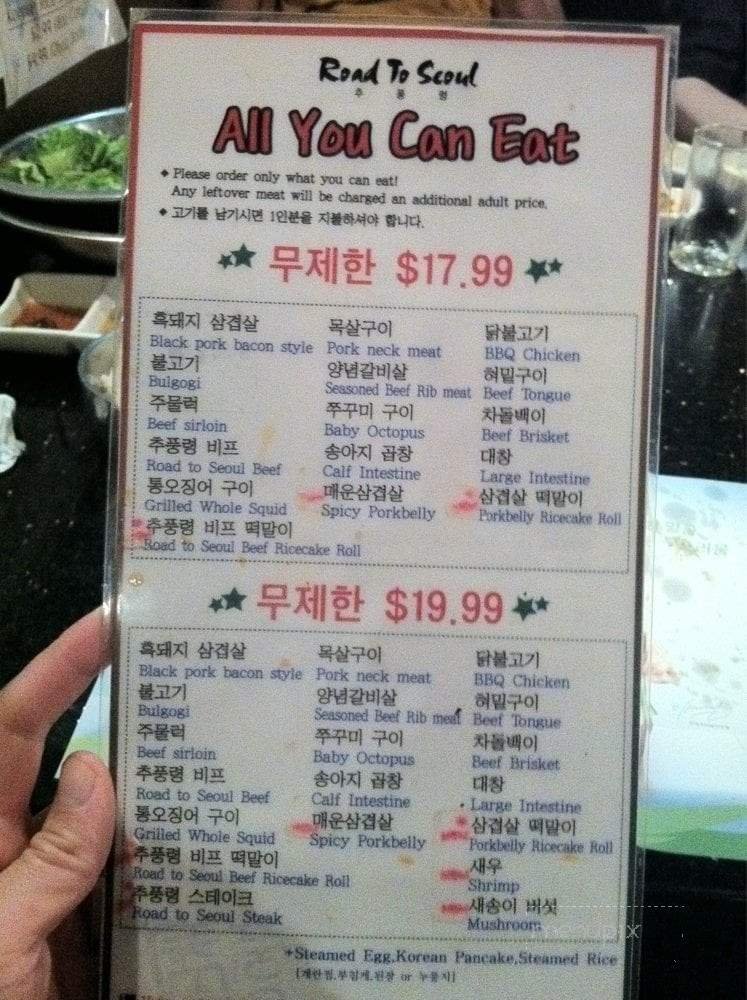 Road To Seoul
추 풍 령
All You Can Eat
◆ Please order only what you can eat!
Any leftover meat will be charged an additional adult price.
◆ 고기를 남기시면 1인분을 지불하셔야 합니다.
무제한 $17.99
흑돼지 삼겹살 목살구이 닭불고기
Black pork bacon style Pork neck meat BBQ Chicken
불고기 양념갈비살 혀밑구이
Bulgogi Seasoned Beef Rib meat Beef Tongue
주물럭 쭈꾸미 구이 차돌백이
Beef sirloin Baby Octopus Beef Brisket
추풍령 비프 송아지 곱창 대창
Road to Seoul Beef Calf Intestine Large Intestine
통오징어 구이 매운삼겹살 삼겹살 떡말이
Grilled Whole Squid Spicy Porkbelly Porkbelly Ricecake Roll
추풍령 비프 떡말이
Road to Seoul Beef Ricecake Roll
무제한 $19.99
흑돼지 삼겹살 목살구이 닭불고기
Black pork bacon style Pork neck meat BBQ Chicken
불고기 양념갈비살 혀밑구이
Bulgogi Seasoned Beef Rib meat Beef Tongue
주물럭 쭈꾸미 구이 차돌백이
Beef sirloin Baby Octopus Beef Brisket
추풍령 비프 송아지 곱창 대창
Road to Seoul Beef Calf Intestine Large Intestine
통오징어 구이 매운삼겹살 삼겹살 떡말이
Grilled Whole Squid Spicy Porkbelly Porkbelly Ricecake Roll
추풍령 비프 떡말이 새우
Road to Seoul Beef Ricecake Roll Shrimp
추풍령 스테이크 새송이 버섯
Road to Seoul Steak Mushroom
+Steamed Egg,Korean Pancake,Steamed Rice
[계란찜,부침개,된장 or 누룽지]